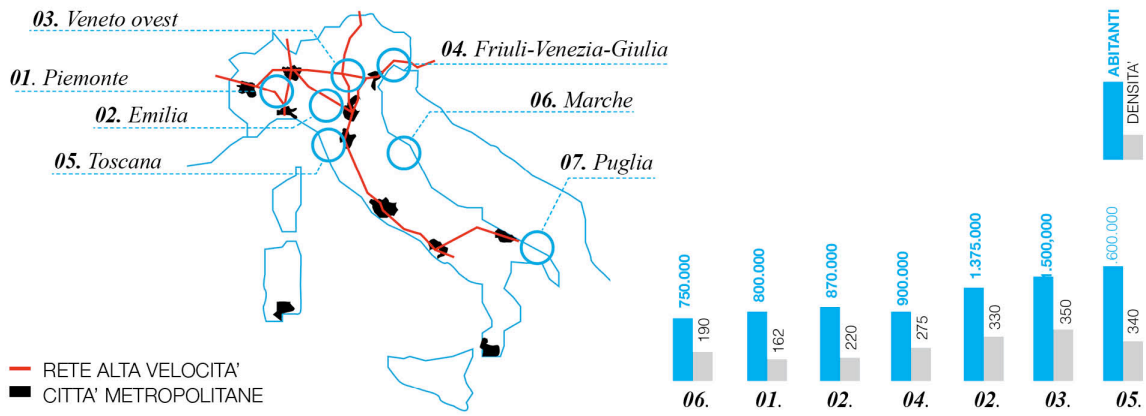 03. Veneto ovest
04. Friuli-Venezia-Giulia
01. Piemonte
06. Marche
02. Emilia
05. Toscana
07. Puglia
RETE ALTA VELOCITA'
CITTA' METROPOLITANE
ABITANTI
DENSITA'
750.000
190
800.000
162
870.000
220
900.000
275
1.375.000
330
1.500,000
350
.600.000
340
06.
01.
02.
04.
02.
03.
05.